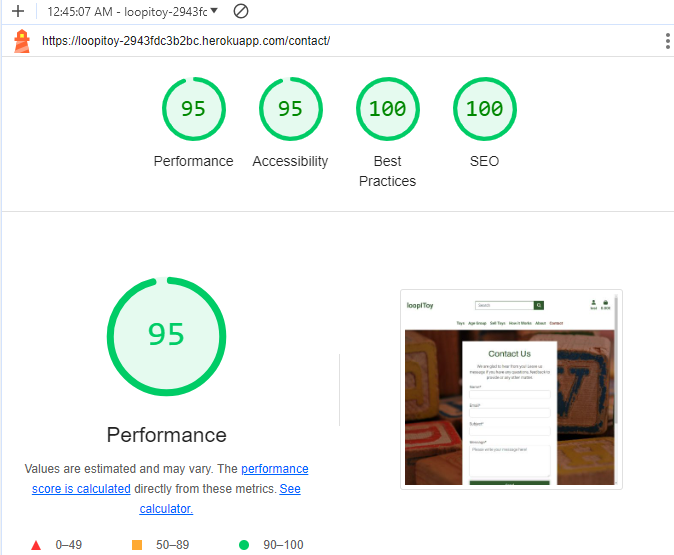 12:45:07 AM - loopitoy-2943fc
https://loopitoy-2943fdc3b2bc.herokuapp.com/contact/
95 95 100 100
Performance Accessibility Best Practices SEO
95
Performance
Values are estimated and may vary. The performance
score is calculated directly from these metrics. See
calculator.
0–49 50–89 90–100
loopIToy
Search
Toys Age Group Sell Toys How It Works About Contact
Contact Us
We are glad to hear from you! Leave us
message if you have any questions, feedback to
provide or any other matter.
Name*
Email*
Subject*
Message*
Please write your message here!